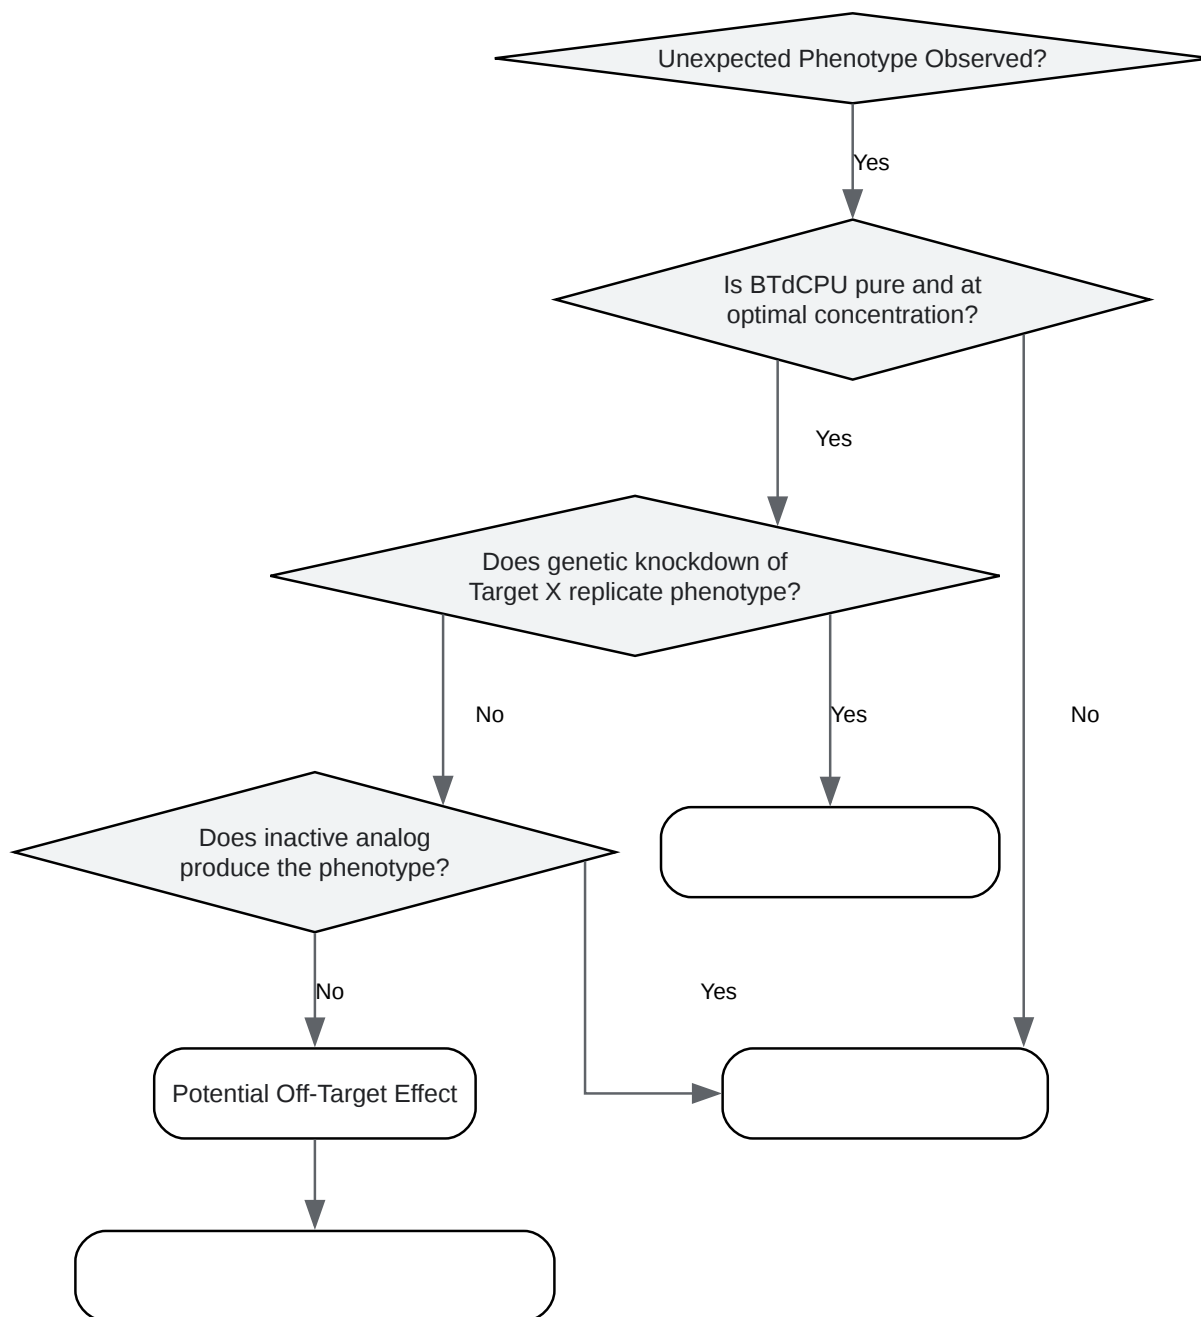 Unexpected Phenotype Observed?
Yes
Is BTdCPU pure and at
optimal concentration?
Yes
Does genetic knockdown of
Target X replicate phenotype?
No
Yes
No
Does inactive analog
produce the phenotype?
No
Yes
Potential Off-Target Effect